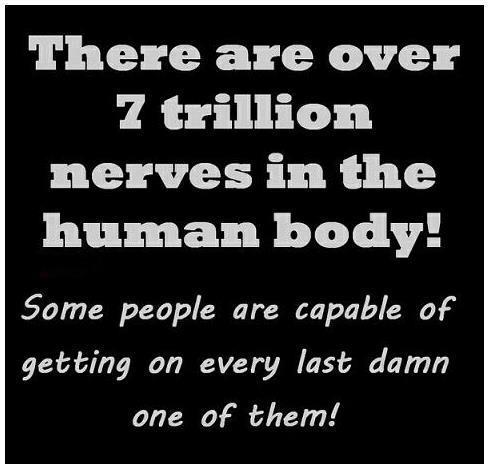 There are over
7 trillion
nerves in the
human body!
Some people are capable of
getting on every last damn
one of them!